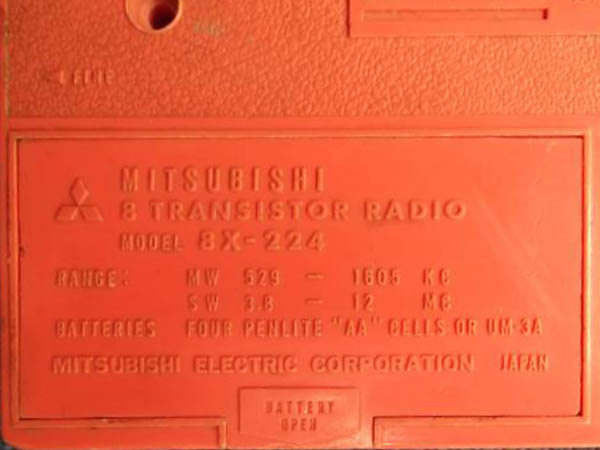 FINE
MITSUBISHI
8 TRANSISTOR RADIO
MODEL 8X-224
RANGE: MW 529 - 1605 KC
SW 3.8 - 12 MC
BATTERIES FOUR PENLITE "AA" CELLS OR UM-3A
MITSUBISHI ELECTRIC CORPORATION JAPAN
BATTERY
OPEN